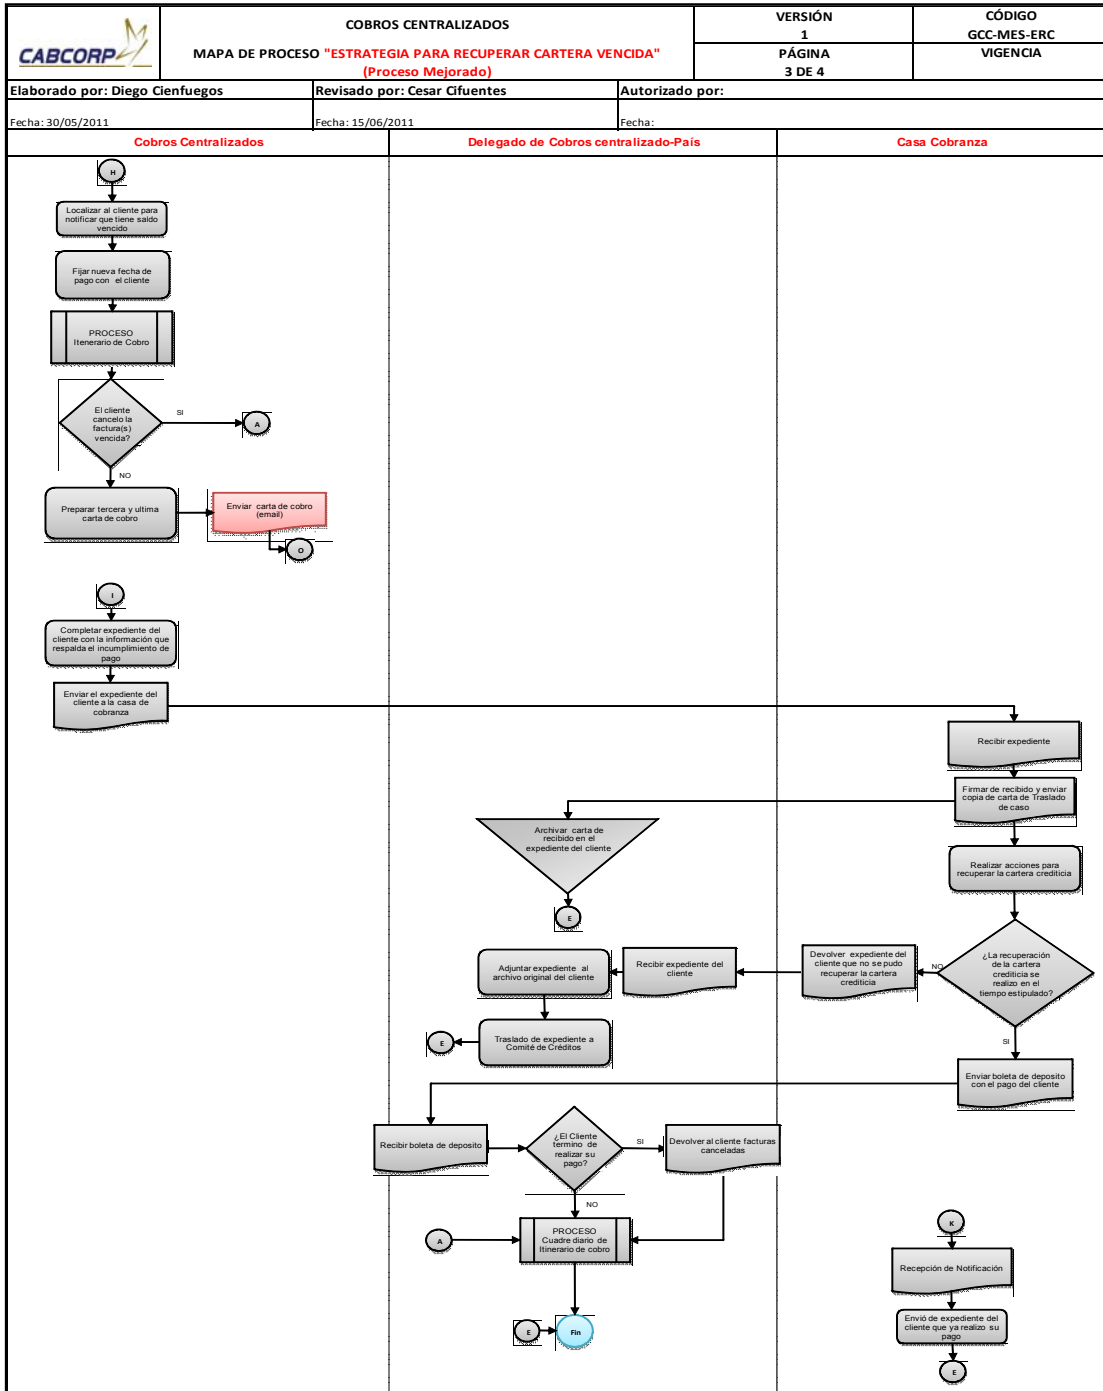 CABCORP
COBROS CENTRALIZADOS
MAPA DE PROCESO "ESTRATEGIA PARA RECUPERAR CARTERA VENCIDA"
(Proceso Mejorado)
VERSIÓN
1
CÓDIGO
GCC-MES-ERC
PÁGINA
3 DE 4
VIGENCIA
Elaborado por: Diego Cienfuegos
Revisado por: Cesar Cifuentes
Autorizado por:
Fecha: 30/05/2011
Fecha: 15/06/2011
Fecha:
Cobros Centralizados
Delegado de Cobros centralizado-País
Casa Cobranza
H
Localizar al cliente para
notificar que tiene saldo
vencido
Fijar nueva fecha de
pago con el cliente
PROCESO
Itenerario de Cobro
El cliente
cancelo la
factura(s)
vencida?
SI
A
NO
Preparar tercera y ultima
carta de cobro
Enviar carta de cobro
(email)
O
I
Completar expediente del
cliente con la información que
respalda el incumplimiento de
pago
Enviar el expediente del
cliente a la casa de
cobranza
Recibir expediente
Firmar de recibido y enviar
copia de carta de Traslado
de caso
Archivar carta de
recibido en el
expediente del cliente
E
Realizar acciones para
recuperar la cartera crediticia
¿La recuperación
de la cartera
crediticia se
realizo en el
tiempo estipulado?
NO
Devolver expediente del
cliente que no se pudo
recuperar la cartera
crediticia
Recibir expediente del
cliente
Adjuntar expediente al
archivo original del cliente
Traslado de expediente a
Comité de Créditos
E
SI
Enviar boleta de deposito
con el pago del cliente
Recibir boleta de deposito
¿El Cliente
termino de
realizar su
pago?
SI
Devolver al cliente facturas
canceladas
NO
A
PROCESO
Cuadre diario de
Itinerario de cobro
E
Fin
K
Recepción de Notificación
Envió de expediente del
cliente que ya realizo su
pago
E